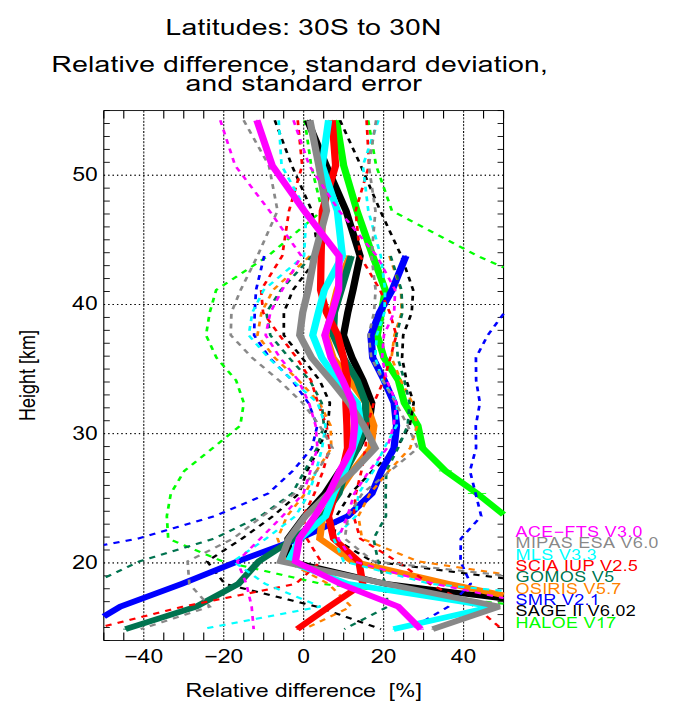 Latitudes: 30S to 30N
Relative difference, standard deviation,
and standard error
50
40
30
20
Height [km]
−40 −20 0 20 40
Relative difference [%]
ACE−FTS V3.0
MIPAS ESA V6.0
MLS V3.3
SCIA IUP V2.5
GOMOS V5
OSIRIS V5.7
SMR V2.1
SAGE II V6.02
HALOE V17